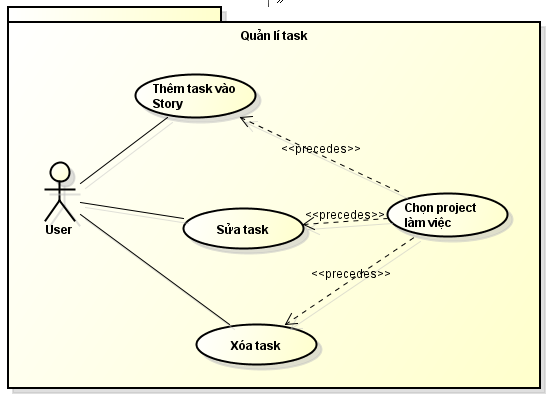 Quản lí task
Thêm task vào
Story
<<precedes>>
Chọn project
làm việc
<<precedes>>
User
Sửa task
<<precedes>>
Xóa task